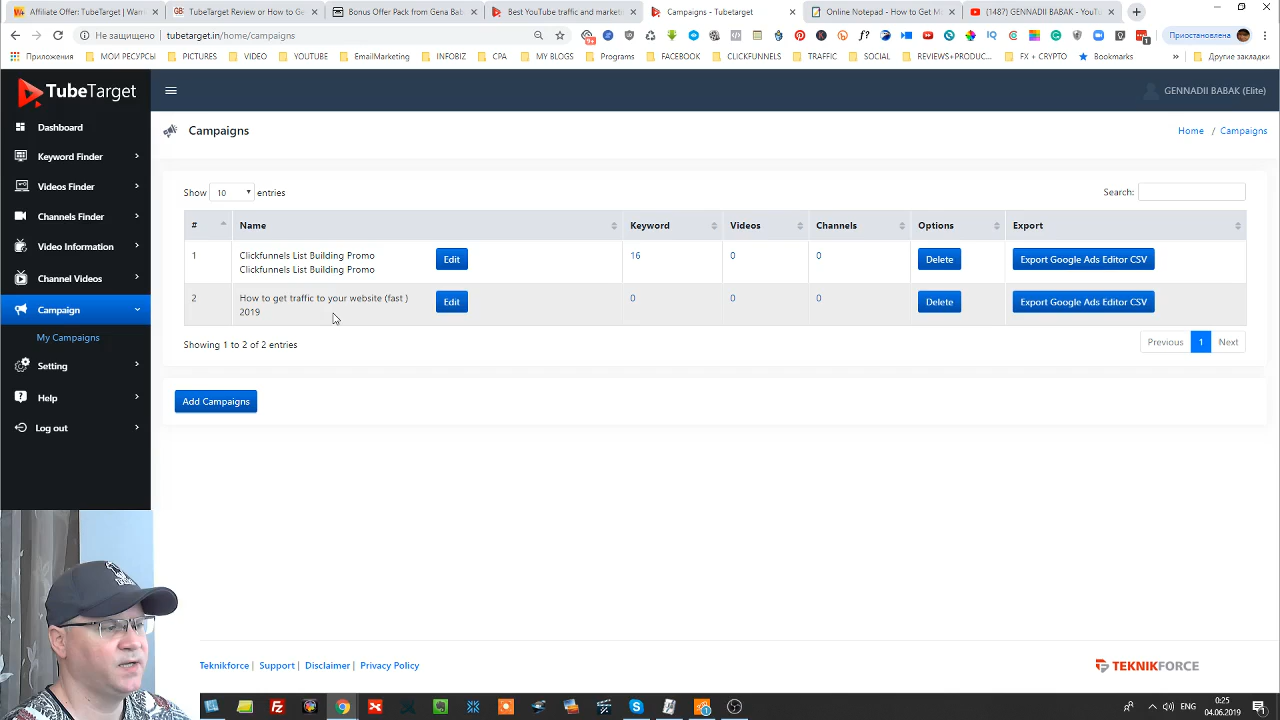 Affiliate Offer: TubeTarget Wan
TubeTarget Review or How to Ge
Bonus Offer Pack from Gena Bab
Best YouTube traffic and market
Campaigns - Tubetarget
Online Notepad - How to Get M
(1487) GENNADII BABAK - YouTu
Не защищено
tubetarget.in/home/campaigns
Приостановлена
Приложения
МОИ РЕСУРСЫ
PICTURES
VIDEO
YOUTUBE
EmailMarketing
INFOBIZ
CPA
MY BLOGS
Programs
FACEBOOK
CLICKFUNNELS
TRAFFIC
SOCIAL
REVIEWS+PRODUC...
FX + CRYPTO
Bookmarks
»
Другие закладки
TubeTarget
GENNADII BABAK (Elite)
Dashboard
Keyword Finder
Videos Finder
Channels Finder
Video Information
Channel Videos
Campaign
My Campaigns
Setting
Help
Log out
Campaigns
Home / Campaigns
Show 10 entries
Search:
# Name Keyword Videos Channels Options Export
1 Clickfunnels List Building Promo Edit 16 0 0 Delete Export Google Ads Editor CSV
Clickfunnels List Building Promo
2 How to get traffic to your website (fast ) Edit 0 0 0 Delete Export Google Ads Editor CSV
2019
Showing 1 to 2 of 2 entries
Previous 1 Next
Add Campaigns
Teknikforce | Support | Disclaimer | Privacy Policy
TEKNIKFORCE
ENG
0:25
04.06.2019